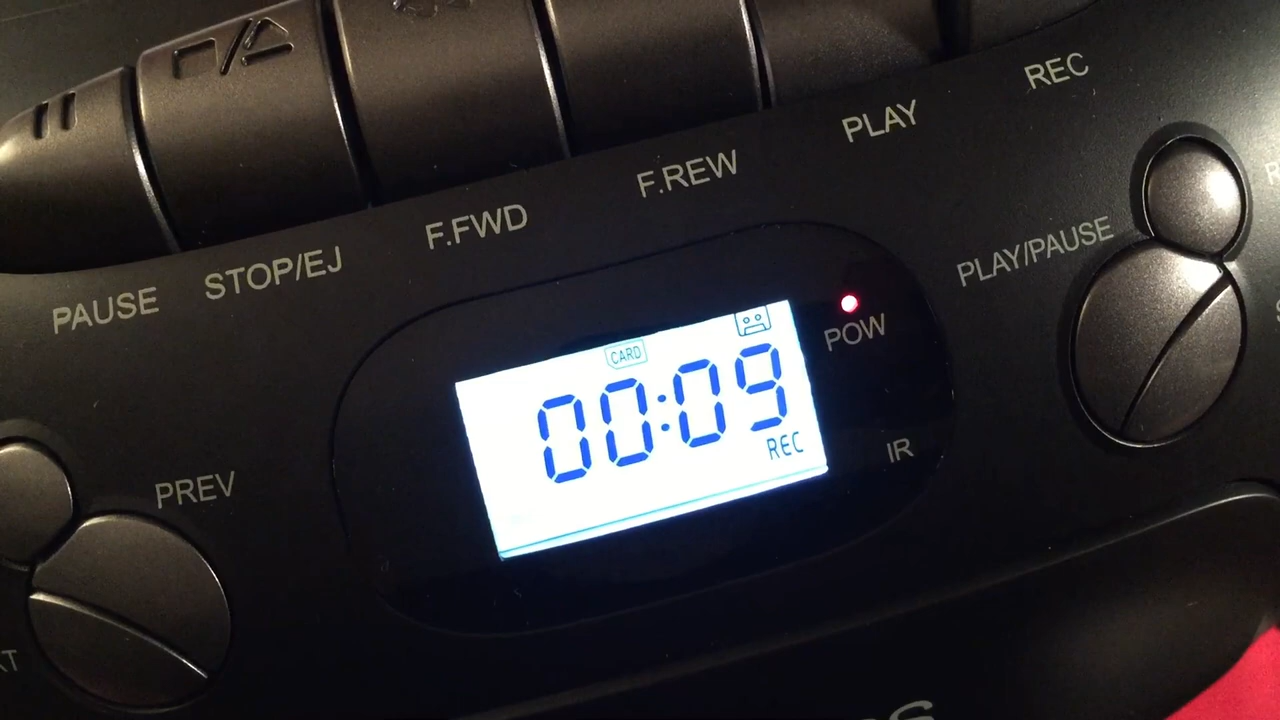 REC
PLAY
F.REW
F.FWD
STOP/EJ
PAUSE
PLAY/PAUSE
POW
CARD
00:09
REC
IR
PREV